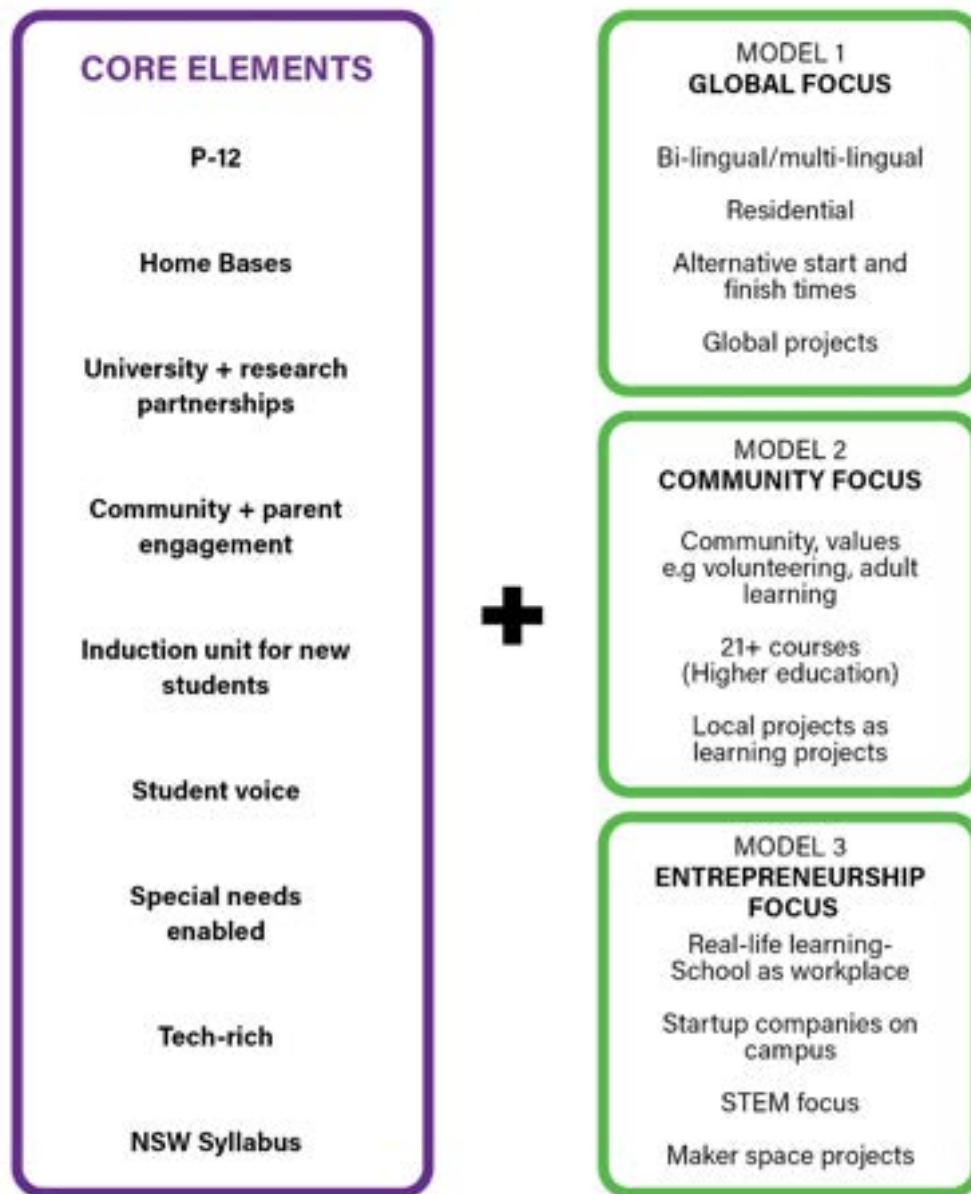 CORE ELEMENTS
P-12
Home Bases
University + research
partnerships
Community + parent
engagement
Induction unit for new
students
Student voice
Special needs
enabled
Tech-rich
NSW Syllabus
MODEL 1
GLOBAL FOCUS
Bi-lingual/multi-lingual
Residential
Alternative start and
finish times
Global projects
MODEL 2
COMMUNITY FOCUS
Community, values
e.g volunteering, adult
learning
21+ courses
(Higher education)
Local projects as
learning projects
MODEL 3
ENTREPRENEURSHIP
FOCUS
Real-life learning-
School as workplace
Startup companies on
campus
STEM focus
Maker space projects